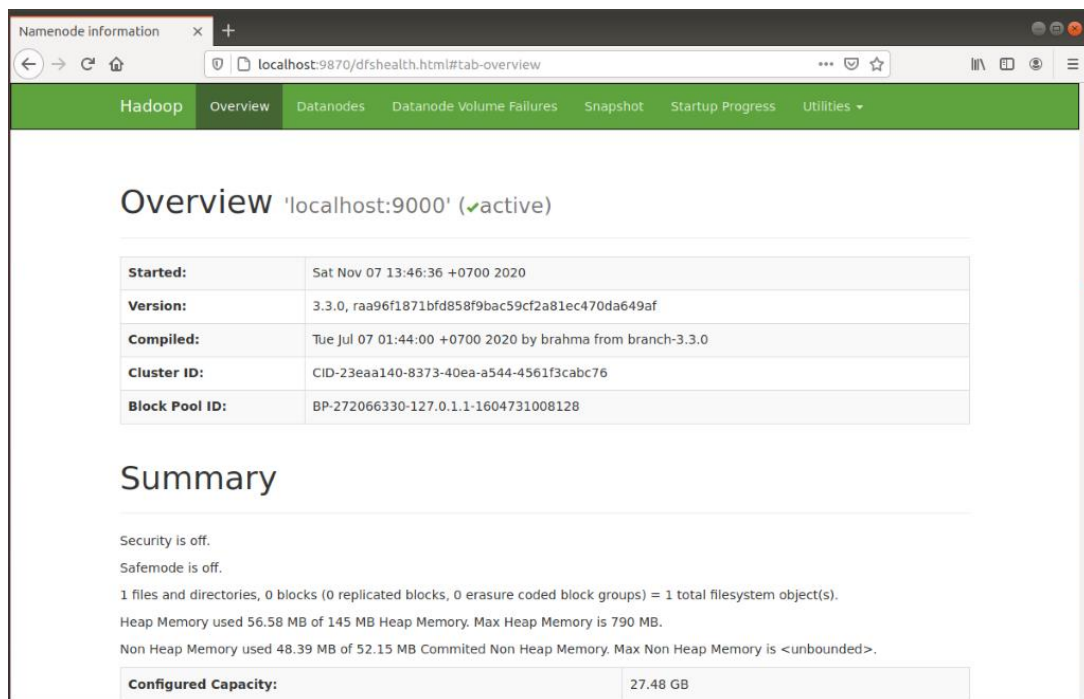 Namenode information
localhost:9870/dfshealth.html#tab-overview
Hadoop Overview Datanodes Datanode Volume Failures Snapshot Startup Progress Utilities
Overview 'localhost:9000' (✔active)
Started: Sat Nov 07 13:46:36 +0700 2020
Version: 3.3.0, raa96f1871bfd858f9bac59cf2a81ec470da649af
Compiled: Tue Jul 07 01:44:00 +0700 2020 by brahma from branch-3.3.0
Cluster ID: CID-23eaa140-8373-40ea-a544-4561f3cabc76
Block Pool ID: BP-272066330-127.0.1.1-1604731008128
Summary
Security is off.
Safemode is off.
1 files and directories, 0 blocks (0 replicated blocks, 0 erasure coded block groups) = 1 total filesystem object(s).
Heap Memory used 56.58 MB of 145 MB Heap Memory. Max Heap Memory is 790 MB.
Non Heap Memory used 48.39 MB of 52.15 MB Commited Non Heap Memory. Max Non Heap Memory is <unbounded>.
Configured Capacity: 27.48 GB